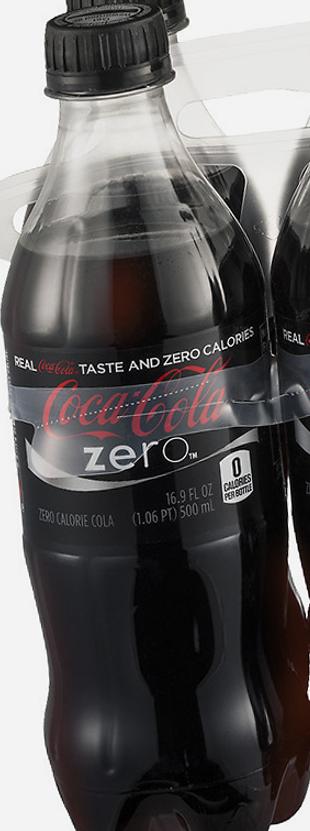 REAL Coca-Cola TASTE AND ZERO CALORIES
Coca-Cola
zero™
0
CALORIES
PER BOTTLE
16.9 FL OZ
ZERO CALORIE COLA (1.06 PT) 500 mL
REAL